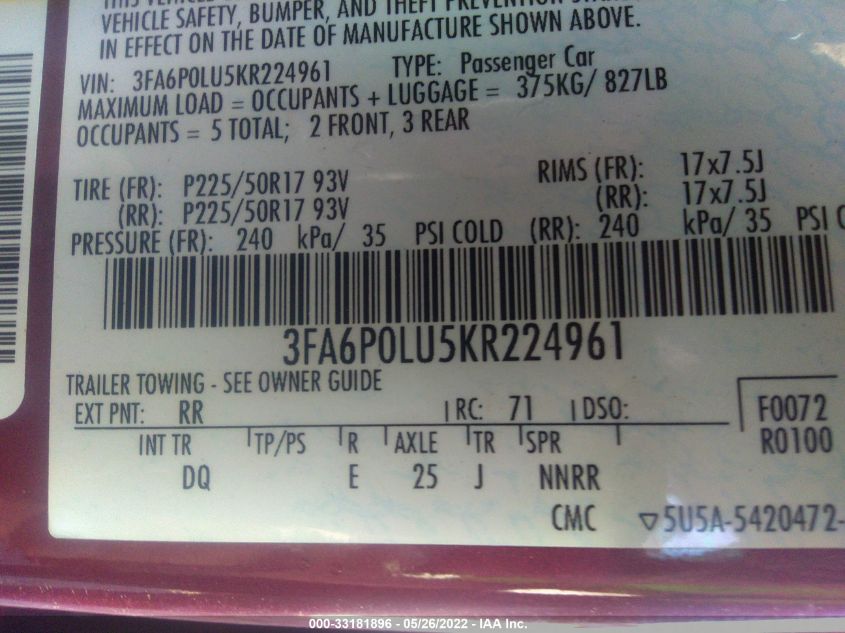 VEHICLE SAFETY, BUMPER, AND THEFT PREVENTION
IN EFFECT ON THE DATE OF MANUFACTURE SHOWN ABOVE.
VIN: 3FA6P0LU5KR224961 TYPE: Passenger Car
MAXIMUM LOAD = OCCUPANTS + LUGGAGE = 375KG/ 827LB
OCCUPANTS = 5 TOTAL; 2 FRONT, 3 REAR
TIRE (FR): P225/50R17 93V RIMS (FR): 17x7.5J
(RR): P225/50R17 93V (RR): 17x7.5J
PRESSURE (FR): 240 kPa/ 35 PSI COLD (RR): 240 kPa/ 35 PSI
3FA6P0LU5KR224961
TRAILER TOWING - SEE OWNER GUIDE
EXT PNT: RR RC: 71 DSO: F0072
INT TR TP/PS R AXLE TR SPR R0100
DQ E 25 J NNRR
CMC ▽5U5A-5420472-
000-33181896 - 05/26/2022 - IAA Inc.